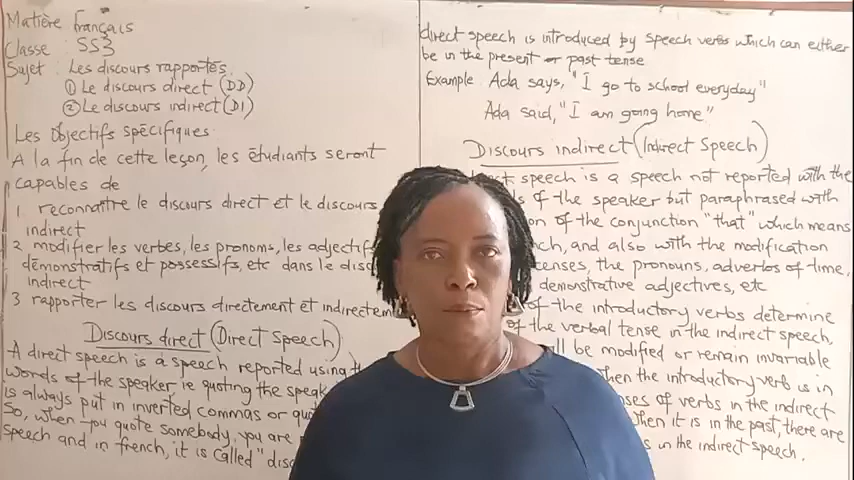 Matière français
Classe : SS3
Sujet : Les discours rapportés
① Le discours direct (DD)
② Le discours indirect (DI)
Les Objectifs spécifiques
A la fin de cette leçon, les étudiants seront
capables de
1 reconnaître le discours direct et le discours
indirect
2 modifier les verbes, les pronoms, les adjectifs
démonstratifs et possessifs, etc dans le
indirect
3 rapporter les discours directement et
Discours direct (Direct Speech)
A direct speech is a speech reported using
words of the speaker ie quoting the
is always put in inverted commas or
So, when you quote somebody, you are
speech and in french, it is called "
direct speech is introduced by speech verbs which can either
be in the present or past tense
Example Ada says, "I go to school everyday"
Ada said, "I am going home"
Discours indirect (Indirect Speech)
speech is a speech not reported with the
of the speaker but paraphrased with
of the conjunction "that" which means
and also with the modification
the pronouns, adverbs of time,
demonstrative adjectives, etc
of the introductory verbs determine
of the verbal tense in the indirect speech,
be modified or remain invariable
the introductory verb is in
of verbs in the indirect
When it is in the past, there are
in the indirect speech.